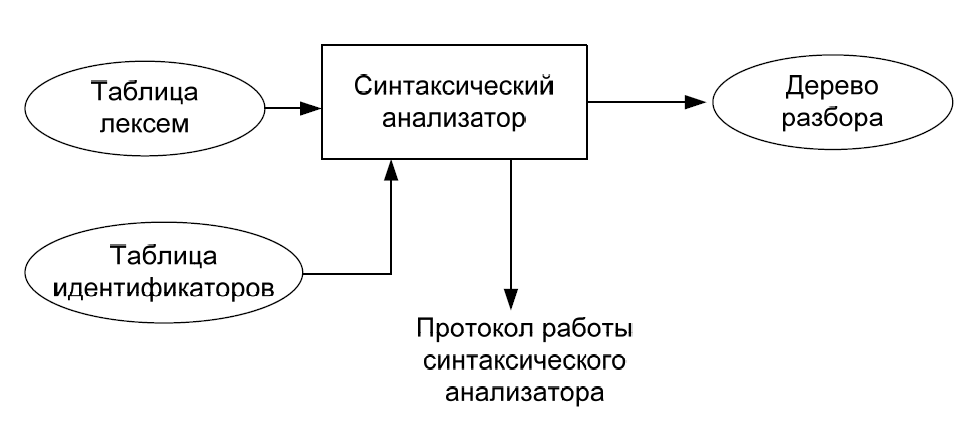 Таблица
лексем
Синтаксический
анализатор
Дерево
разбора
Таблица
идентификаторов
Протокол работы
синтаксического
анализатора